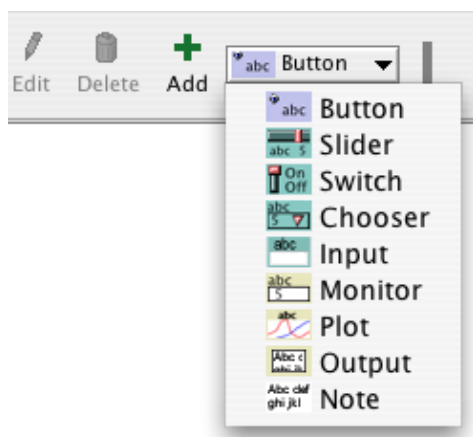 Edit Delete Add abc Button
abc Button
abc 5 Slider
On Off Switch
abc 5 Chooser
abc Input
abc 5 Monitor
abc Plot
Abc c Output
Abc def Note
ghi jkl